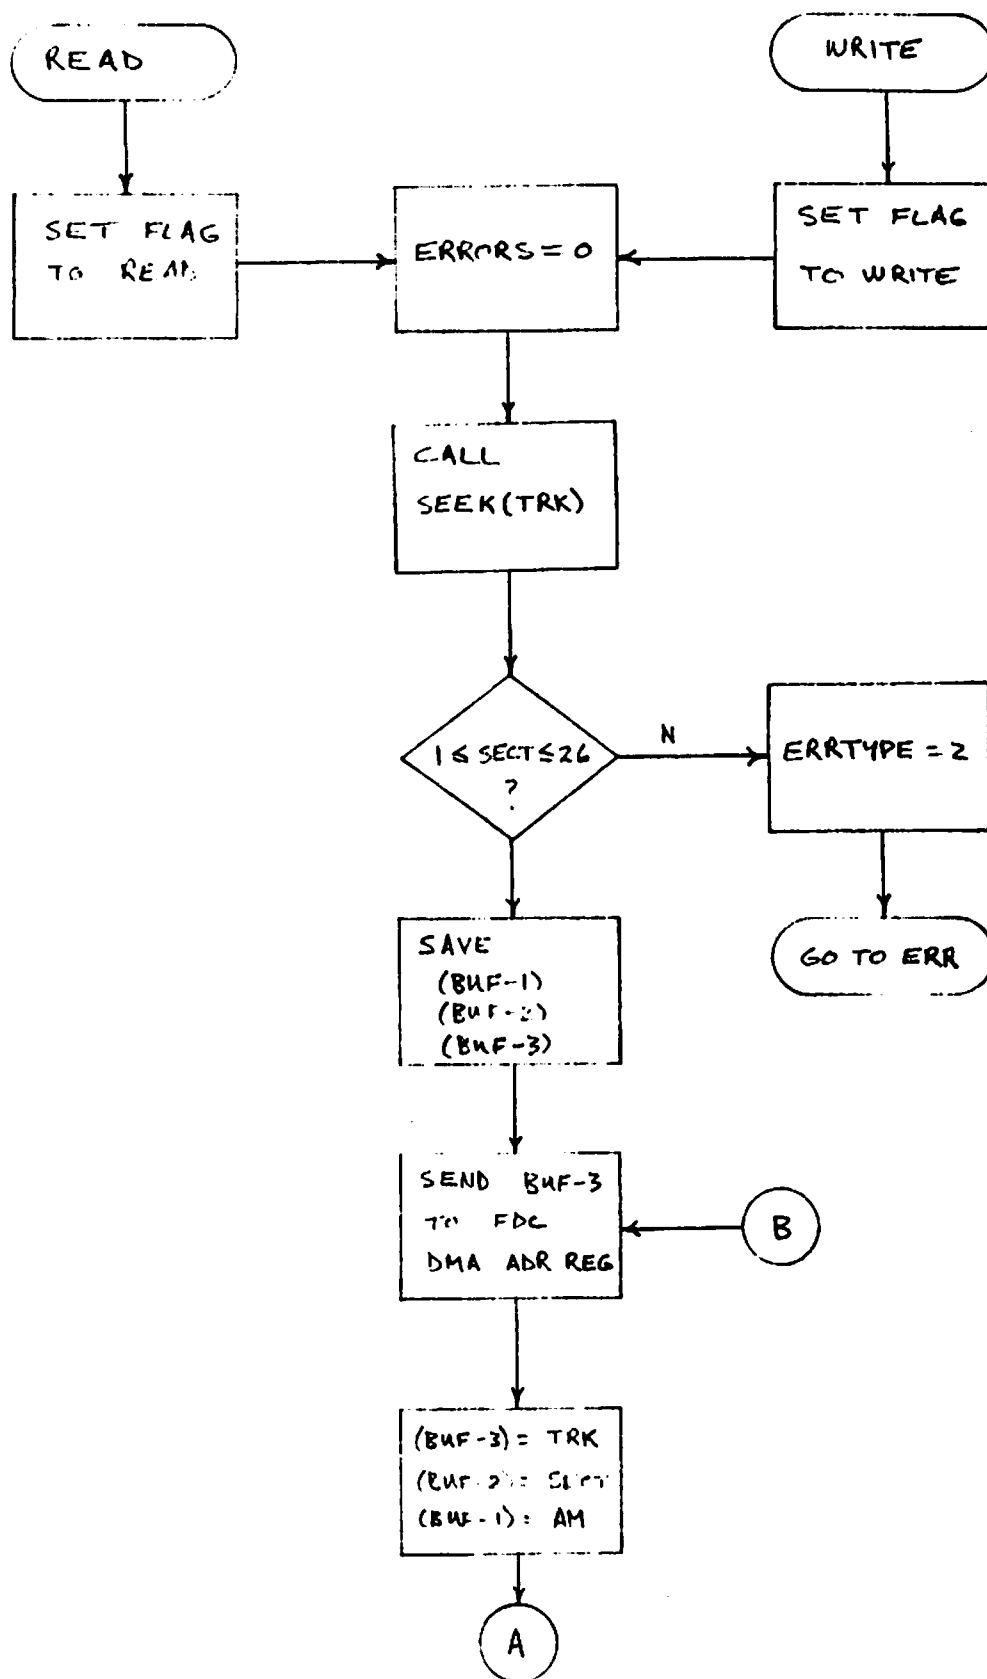 READ
WRITE
SET FLAG
TO READ
ERRORS = 0
SET FLAG
TO WRITE
CALL
SEEK(TRK)
1 ≤ SECT ≤ 26
?
N
ERRTYPE = 2
GO TO ERR
SAVE
(BUF-1)
(BUF-2)
(BUF-3)
SEND BUF-3
TO FDC
DMA ADR REG
B
(BUF-3) = TRK
(BUF-2) = SECT
(BUF-1) = AM
A